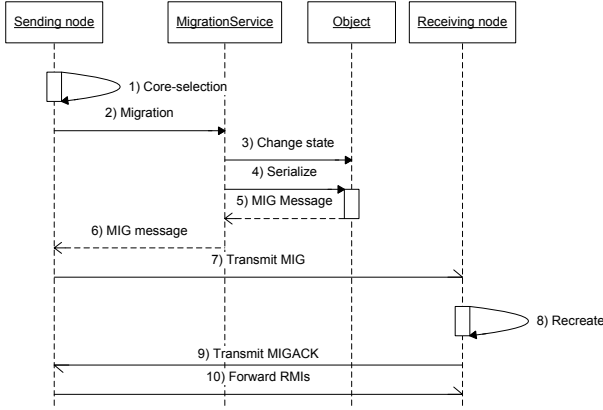 Sending node
MigrationService
Object
Receiving node
1) Core-selection
2) Migration
3) Change state
4) Serialize
5) MIG Message
6) MIG message
7) Transmit MIG
8) Recreate
9) Transmit MIGACK
10) Forward RMIs